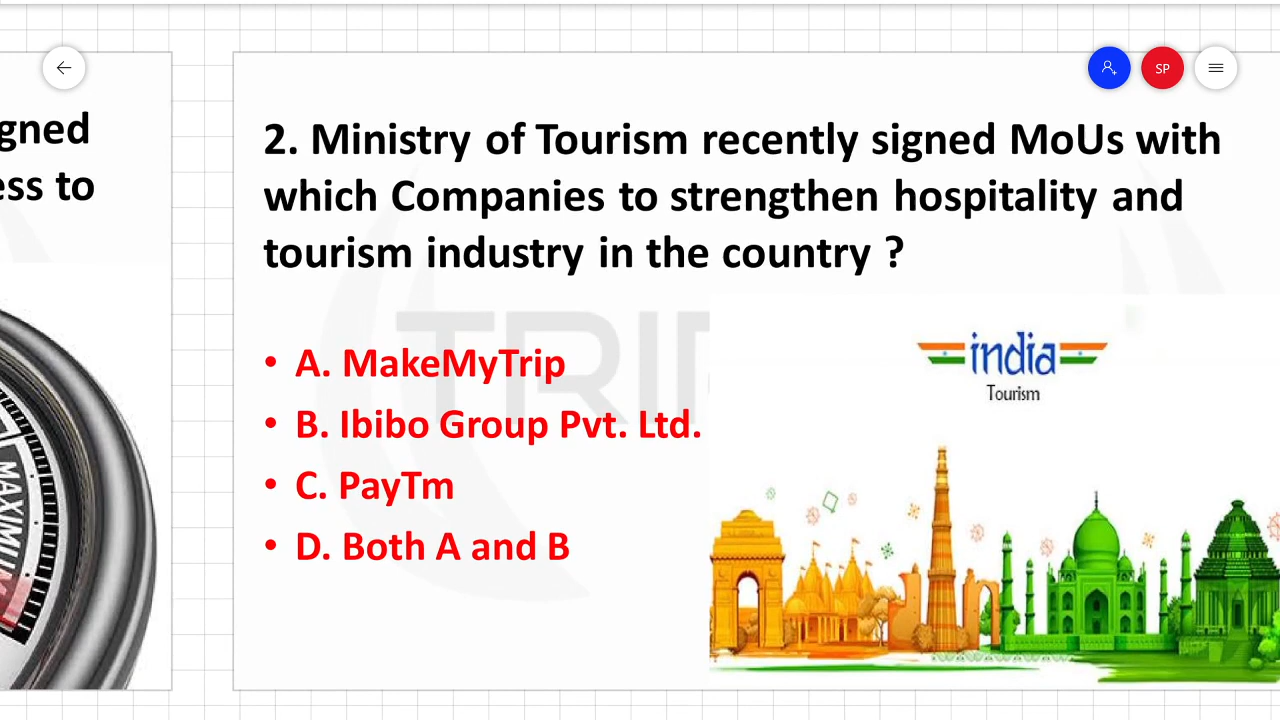 gned
ess to
MAXIMU
SP
2. Ministry of Tourism recently signed MoUs with
which Companies to strengthen hospitality and
tourism industry in the country ?
• A. MakeMyTrip
• B. Ibibo Group Pvt. Ltd.
• C. PayTm
• D. Both A and B
india
Tourism